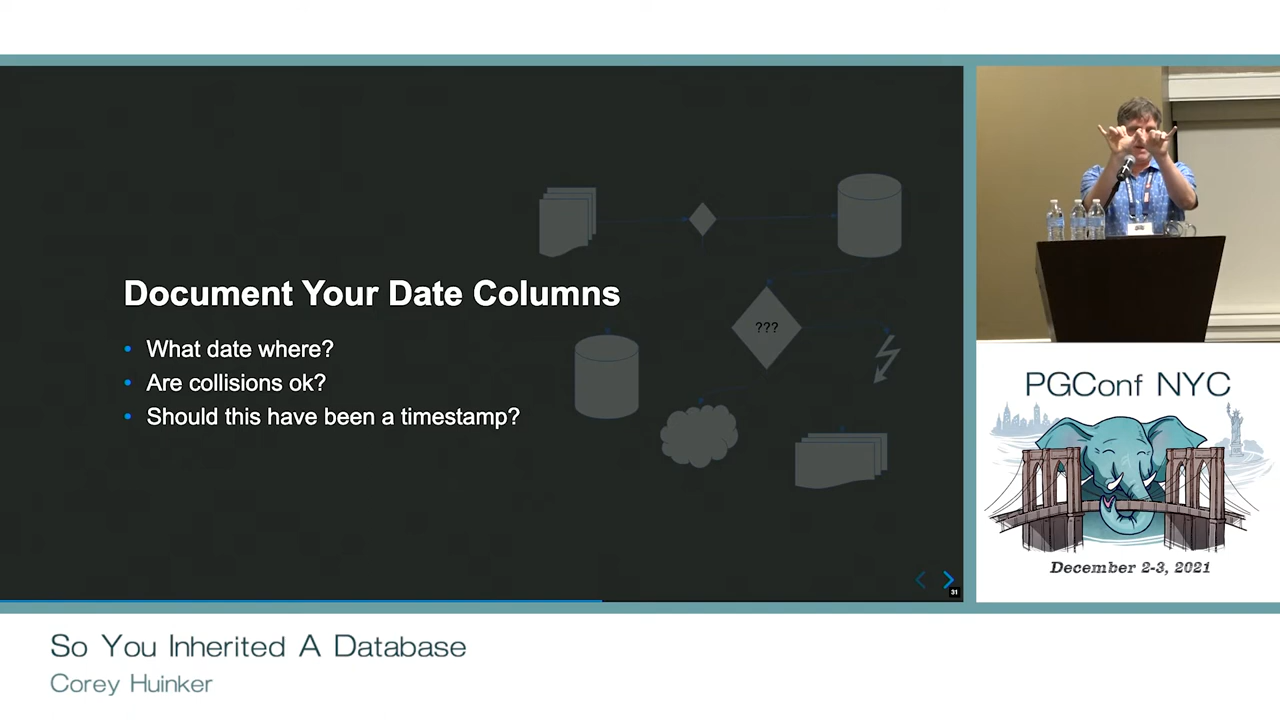 Document Your Date Columns
What date where?
Are collisions ok?
Should this have been a timestamp?
???
31
PGConf NYC
December 2-3, 2021
So You Inherited A Database
Corey Huinker